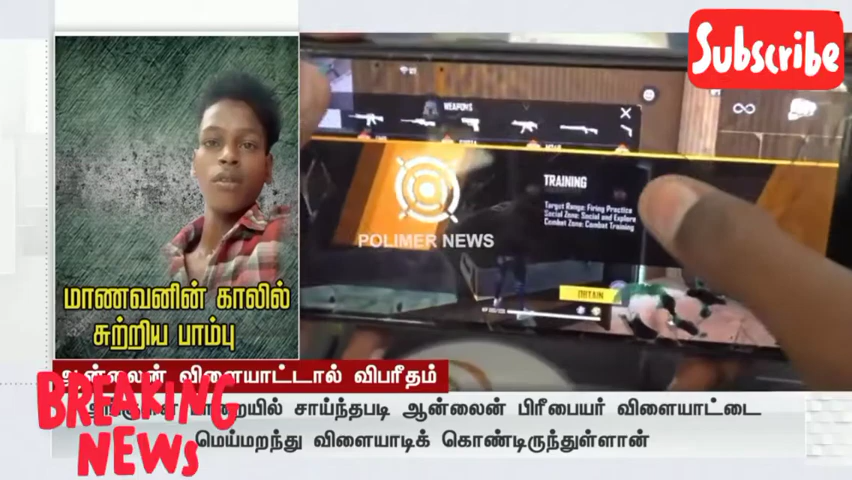 Subscribe
WEAPONS
TRAINING
Target Range: Firing Practice
Social Zone: Social and Explore
Combat Zone: Combat Training
POLIMER NEWS
OBTAIN
மாணவனின் காலில்
சுற்றிய பாம்பு
ஆன்லைன் விளையாட்டால் விபரீதம்
BREAKING
NEWS
சாய்ந்தபடி ஆன்லைன் பிரீபையர் விளையாட்டை
மெய்மறந்து விளையாடிக் கொண்டிருந்துள்ளான்